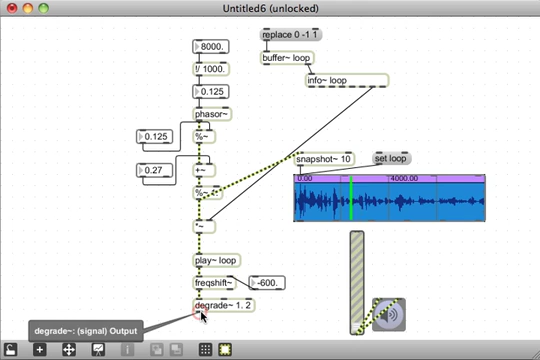 Untitled6 (unlocked)
replace 0 -1 1
8000.
buffer~ loop
!/ 1000.
info~ loop
0.125
phasor~
0.125
%~
snapshot~ 10
set loop
0.27
+~
0.00
4000.00
*~
play~ loop
freqshift~
-600.
degrade~ 1. 2
degrade~: (signal) Output